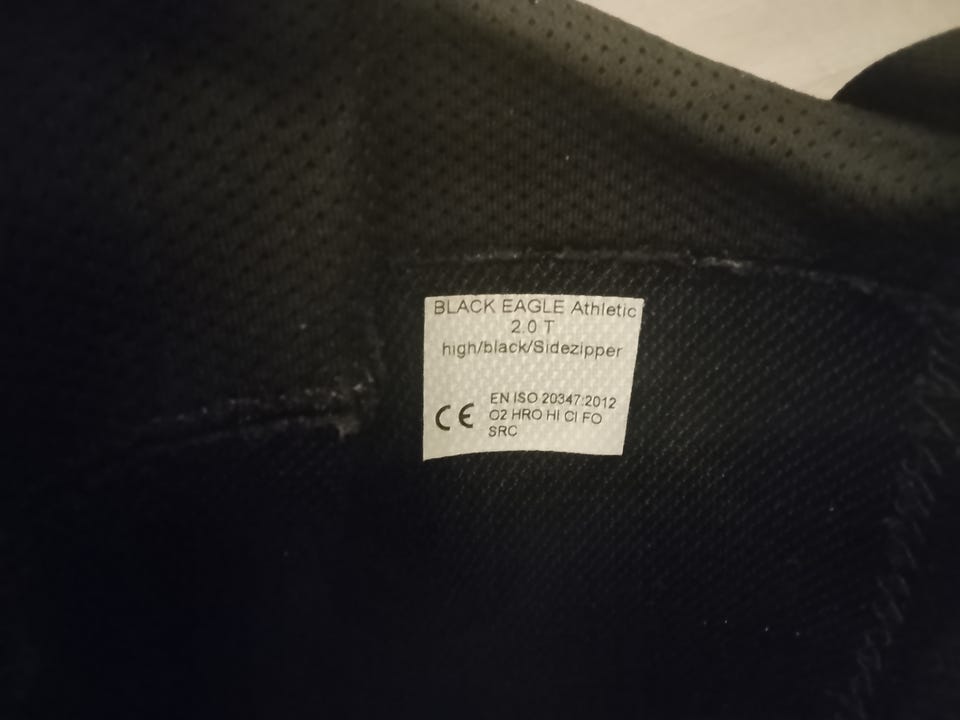 BLACK EAGLE Athletic
2.0 T
high/black/Sidezipper
CE
EN ISO 20347:2012
O2 HRO HI CI FO
SRC